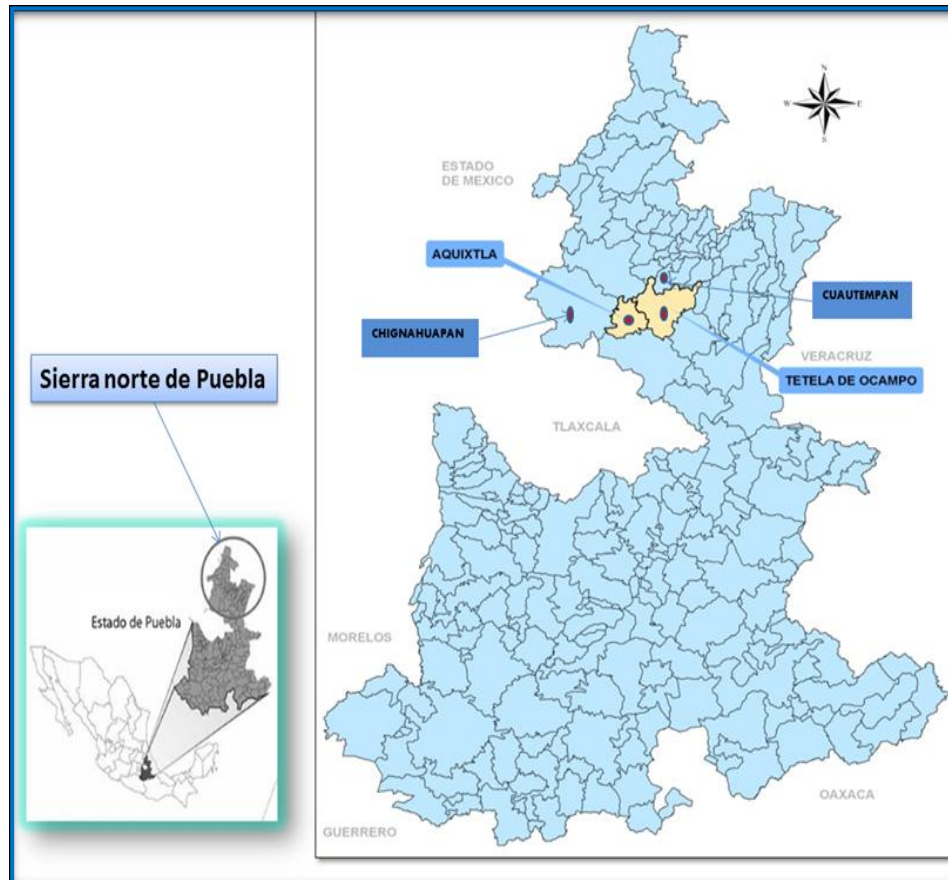 N
W
E
S
ESTADO
DE MEXICO
AQUIXTLA
CUAUTEMPAN
CHIGNAHUAPAN
VERACRUZ
Sierra norte de Puebla
TETELA DE OCAMPO
TLAXCALA
Estado de Puebla
MORELOS
OAXACA
GUERRERO